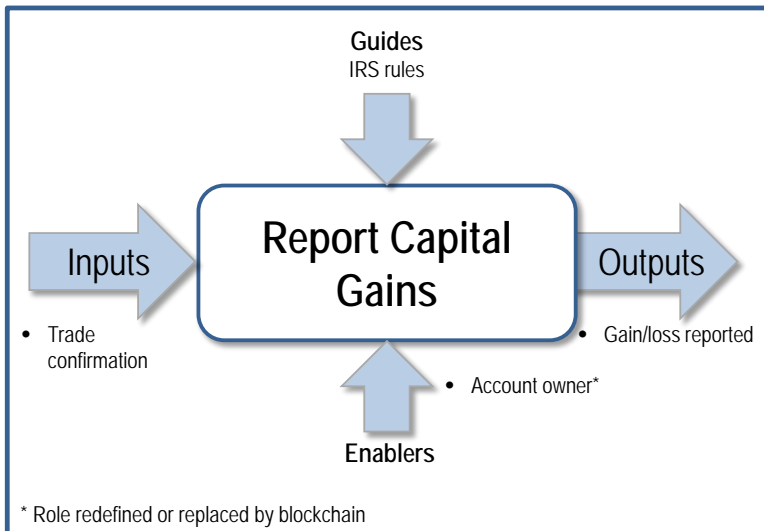 Guides
IRS rules
Report Capital
Gains
Inputs
Outputs
• Trade
confirmation
• Gain/loss reported
• Account owner*
Enablers
* Role redefined or replaced by blockchain